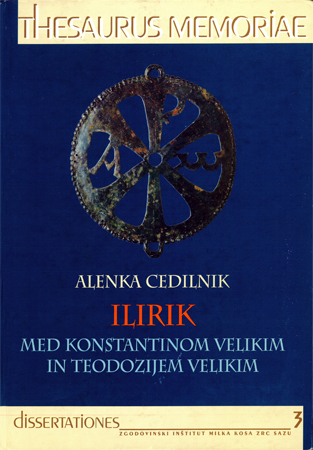 THESAURUS MEMORIAE
ALENKA CEDILNIK
ILIRIK
MED KONSTANTINOM VELIKIM
IN TEODOZIJEM VELIKIM
dissertationes 3
ZGODOVINSKI INŠTITUT MILKA KOSA ZRC SAZU